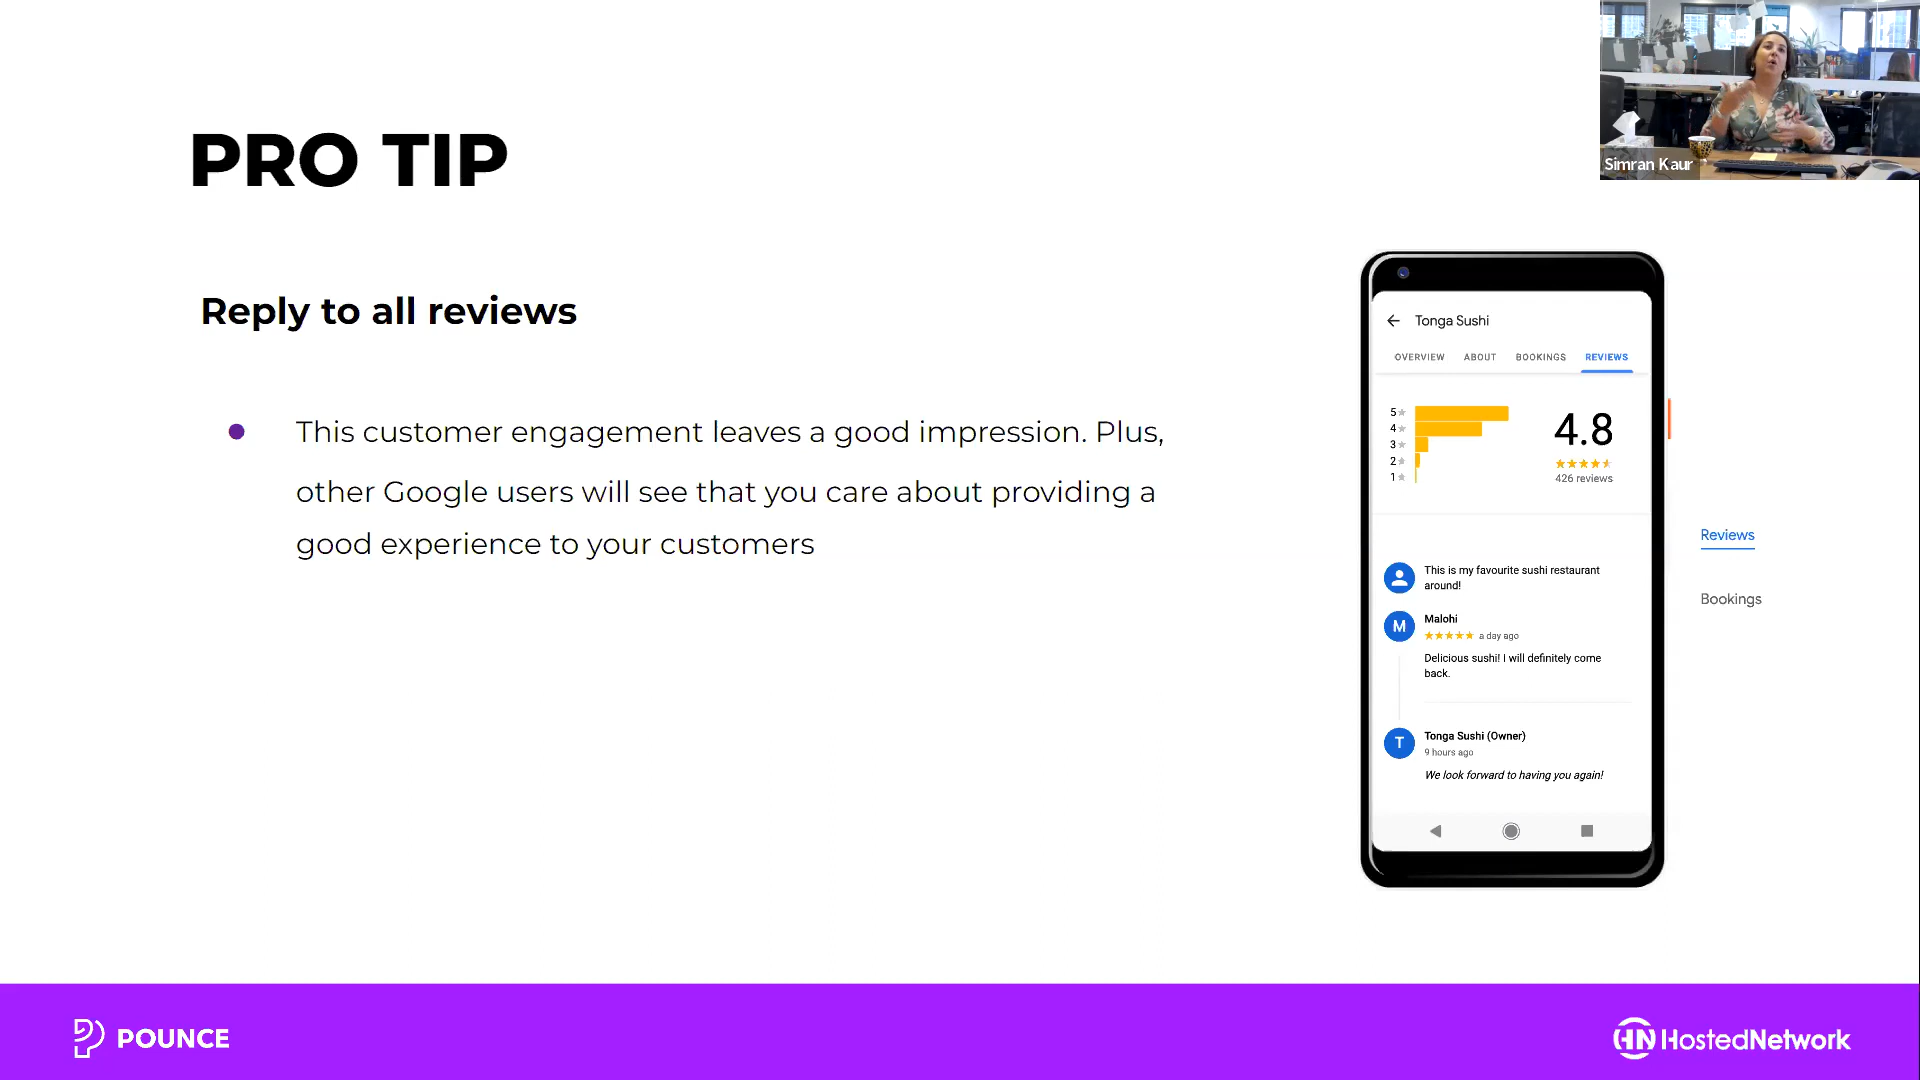 PRO TIP
Simran Kaur
Reply to all reviews
This customer engagement leaves a good impression. Plus,
other Google users will see that you care about providing a
good experience to your customers
Tonga Sushi
OVERVIEW ABOUT BOOKINGS REVIEWS
5
4
3
2
1
4.8
426 reviews
This is my favourite sushi restaurant
around!
M
Malohi
a day ago
Delicious sushi! I will definitely come
back.
T
Tonga Sushi (Owner)
9 hours ago
We look forward to having you again!
Reviews
Bookings
POUNCE
HN HostedNetwork